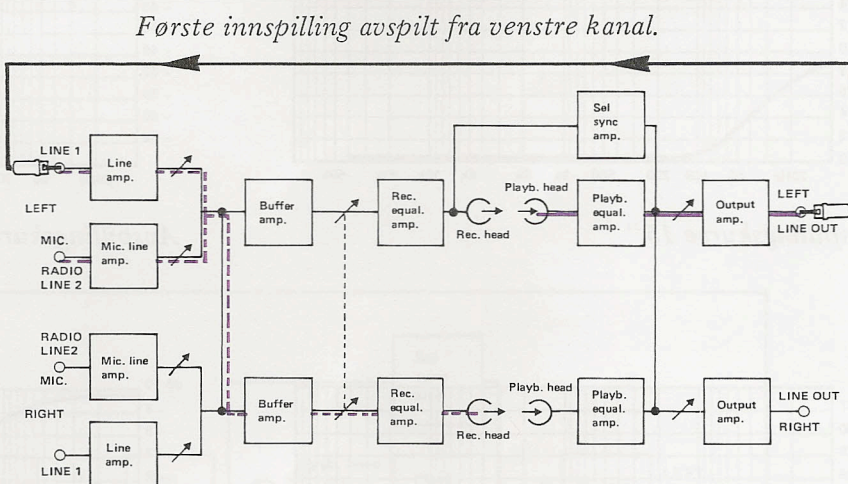 Første innspilling avspilt fra venstre kanal.
Sel
sync
amp.
LINE 1
Line
amp.
LEFT
Buffer
amp.
Rec.
equal.
amp.
Rec. head
Playb. head
Playb.
equal.
amp.
Output
amp.
LEFT
LINE OUT
MIC.
RADIO
LINE 2
Mic. line
amp.
RADIO
LINE2
MIC.
Mic. line
amp.
RIGHT
LINE 1
Line
amp.
Buffer
amp.
Rec.
equal.
amp.
Rec. head
Playb. head
Playb.
equal.
amp.
Output
amp.
LINE OUT
RIGHT